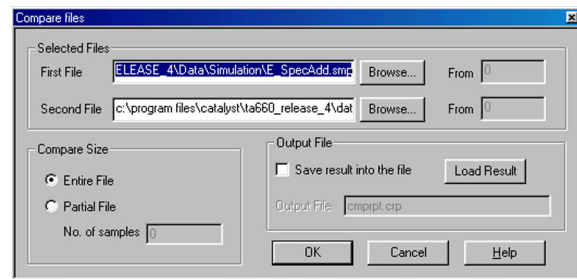 Compare files
Selected Files
First File ELEASE_4\Data\Simulation\E_SpecAdd.smp Browse... From 0
Second File c:\program files\catalyst\ta660_release_4\dat Browse... From 0
Compare Size
Entire File
Partial File
No. of samples 0
Output File
Save result into the file Load Result
Output File cmprpt.crp
OK Cancel Help